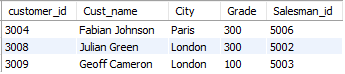 customer_id Cust_name City Grade Salesman_id
3004 Fabian Johnson Paris 300 5006
3008 Julian Green London 300 5002
3009 Geoff Cameron London 100 5003